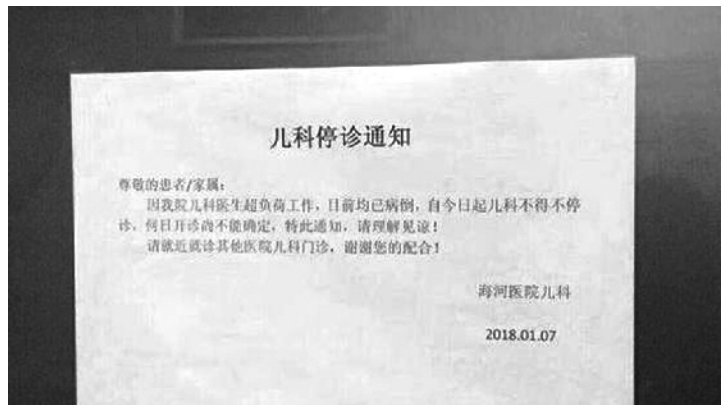 儿科停诊通知
尊敬的患者/家属：
因我院儿科医生超负荷工作，目前均已病倒，自今日起儿科不得不停
诊，何日开诊尚不能确定，特此通知，请理解见谅！
请就近就诊其他医院儿科门诊，谢谢您的配合！
海河医院儿科
2018.01.07